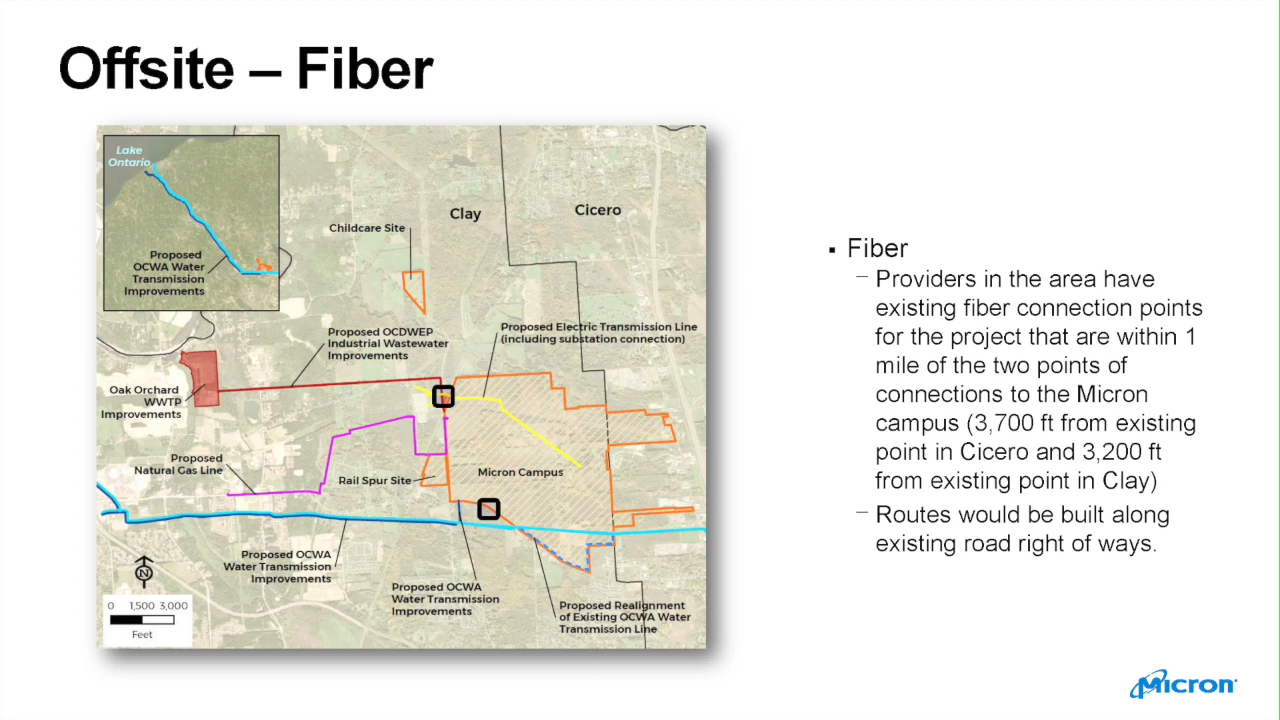 Offsite – Fiber
Lake
Ontario
Proposed
OCWA Water
Transmission
Improvements
Clay
Cicero
Childcare Site
Proposed OCDWEP
Industrial Wastewater
Improvements
Proposed Electric Transmission Line
(including substation connection)
Oak Orchard
WWTP
Improvements
Proposed
Natural Gas Line
Rail Spur Site
Micron Campus
Proposed OCWA
Water Transmission
Improvements
Proposed OCWA
Water Transmission
Improvements
Proposed Realignment
of Existing OCWA Water
Transmission Line
N
0 1,500 3,000
Feet
▪ Fiber
– Providers in the area have
existing fiber connection points
for the project that are within 1
mile of the two points of
connections to the Micron
campus (3,700 ft from existing
point in Cicero and 3,200 ft
from existing point in Clay)
– Routes would be built along
existing road right of ways.
Micron